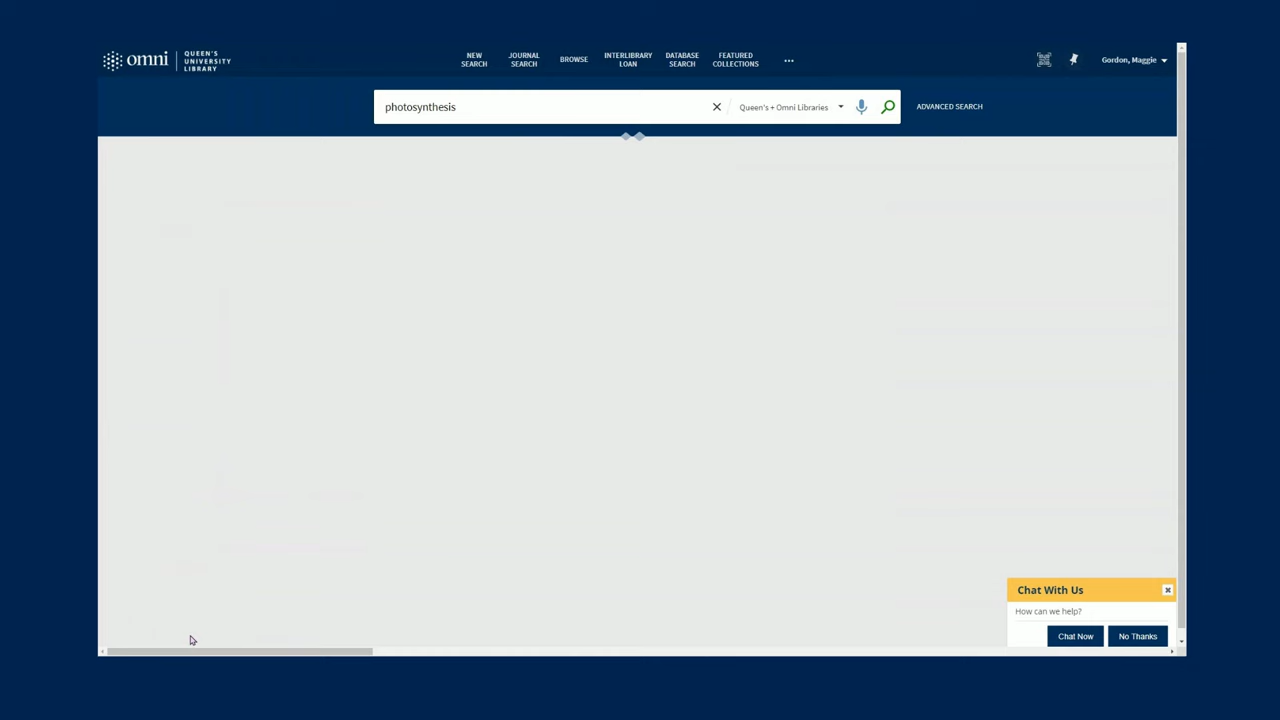 omni
QUEEN'S
UNIVERSITY
LIBRARY
NEW
SEARCH
JOURNAL
SEARCH
BROWSE
INTERLIBRARY
LOAN
DATABASE
SEARCH
FEATURED
COLLECTIONS
...
Gordon, Maggie
photosynthesis
Queen's + Omni Libraries
ADVANCED SEARCH
Chat With Us
How can we help?
Chat Now
No Thanks